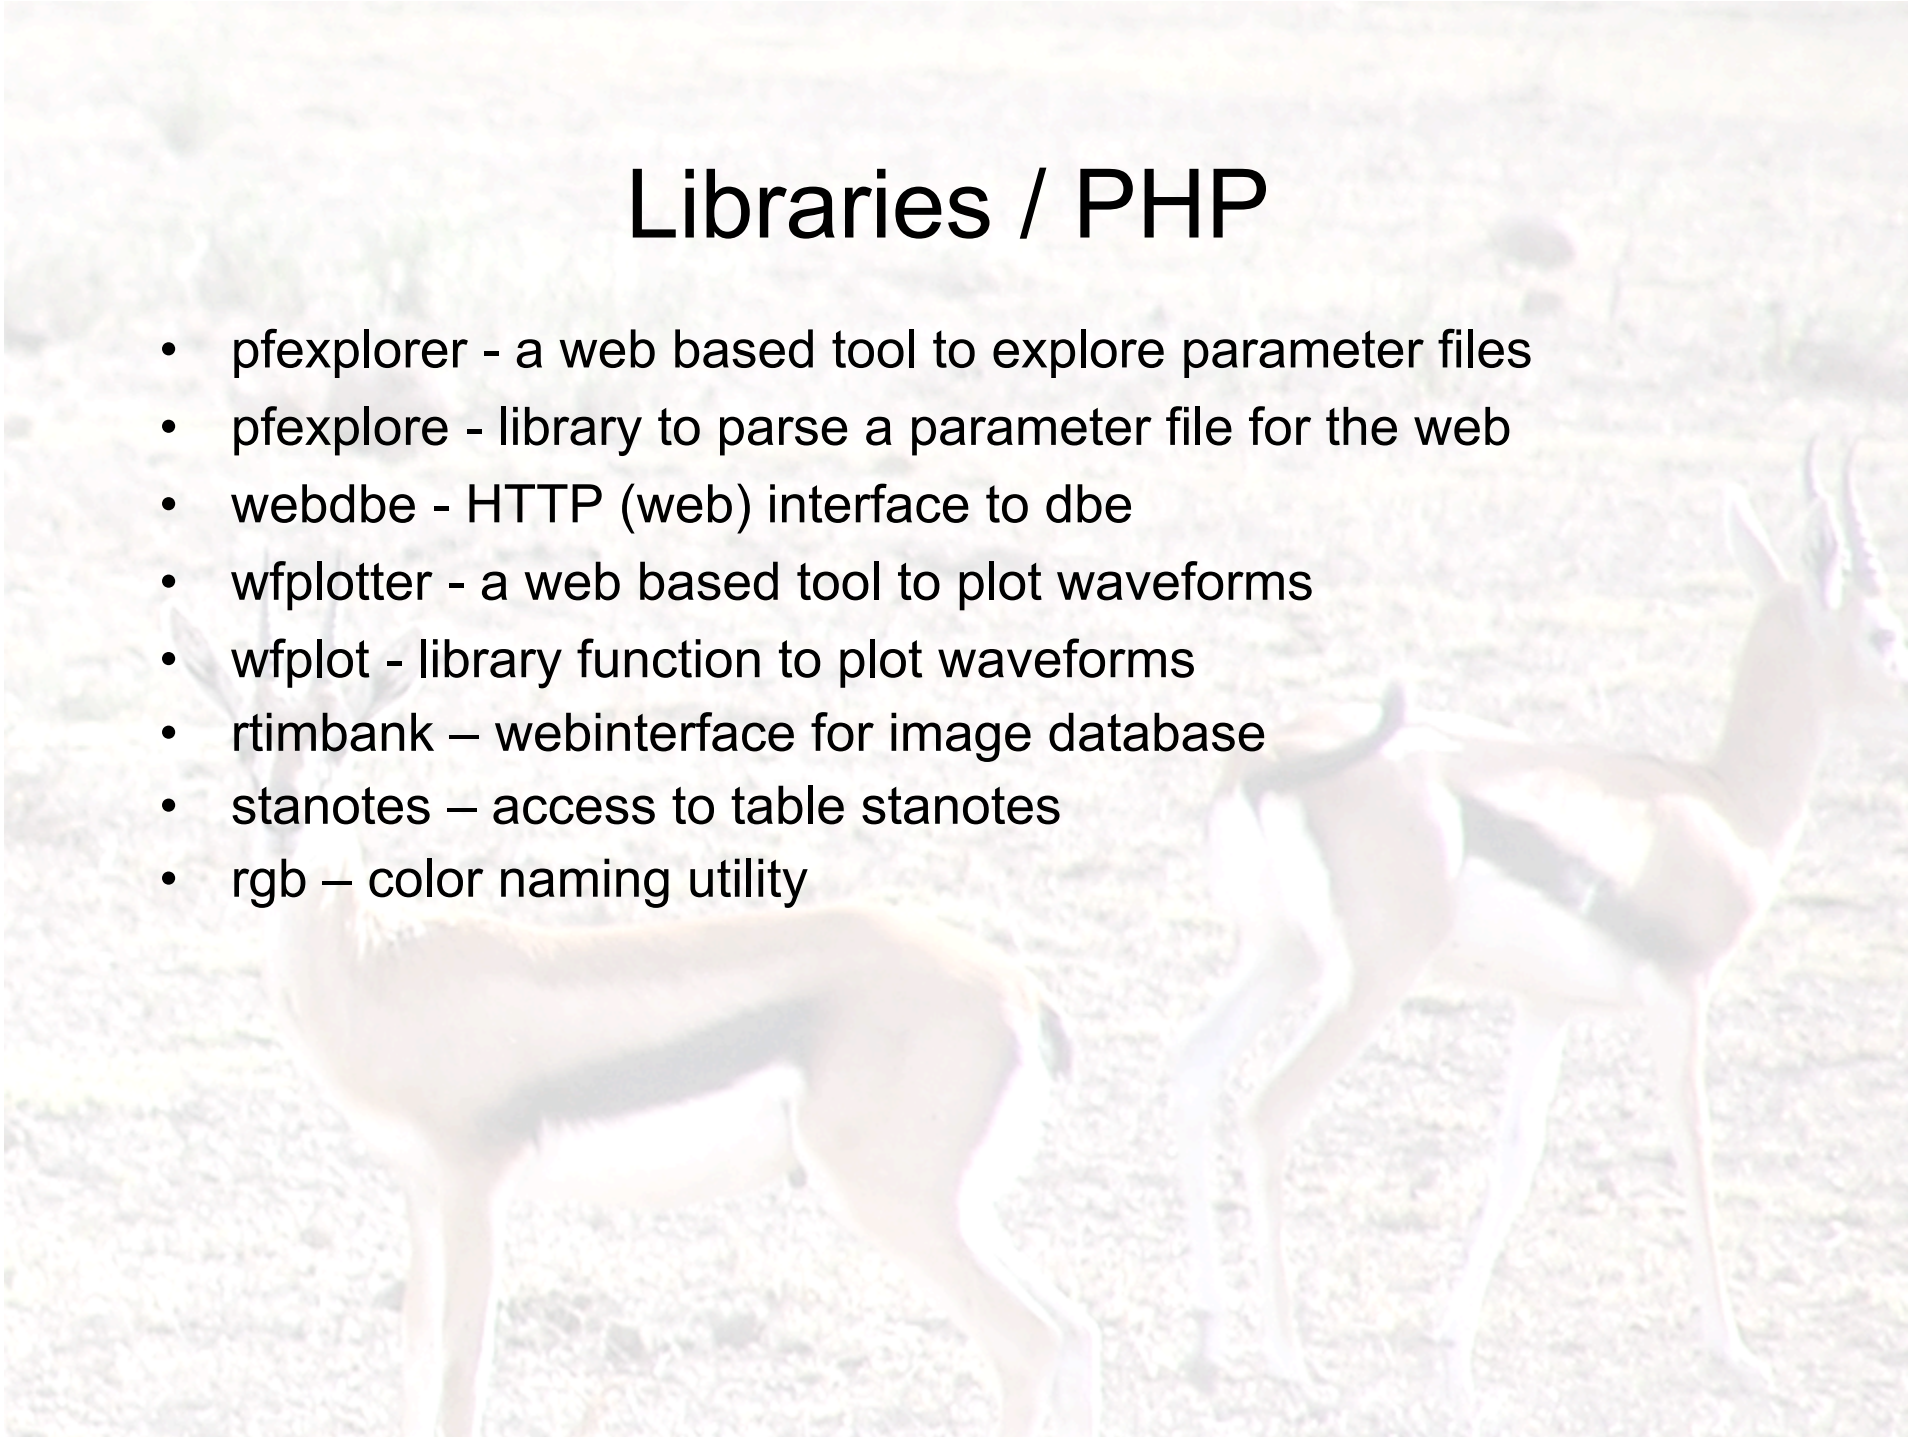 Libraries / PHP
• pfexplorer - a web based tool to explore parameter files
• pfexplore - library to parse a parameter file for the web
• webdbe - HTTP (web) interface to dbe
• wfplotter - a web based tool to plot waveforms
• wfplot - library function to plot waveforms
• rtimbank – webinterface for image database
• stanotes – access to table stanotes
• rgb – color naming utility